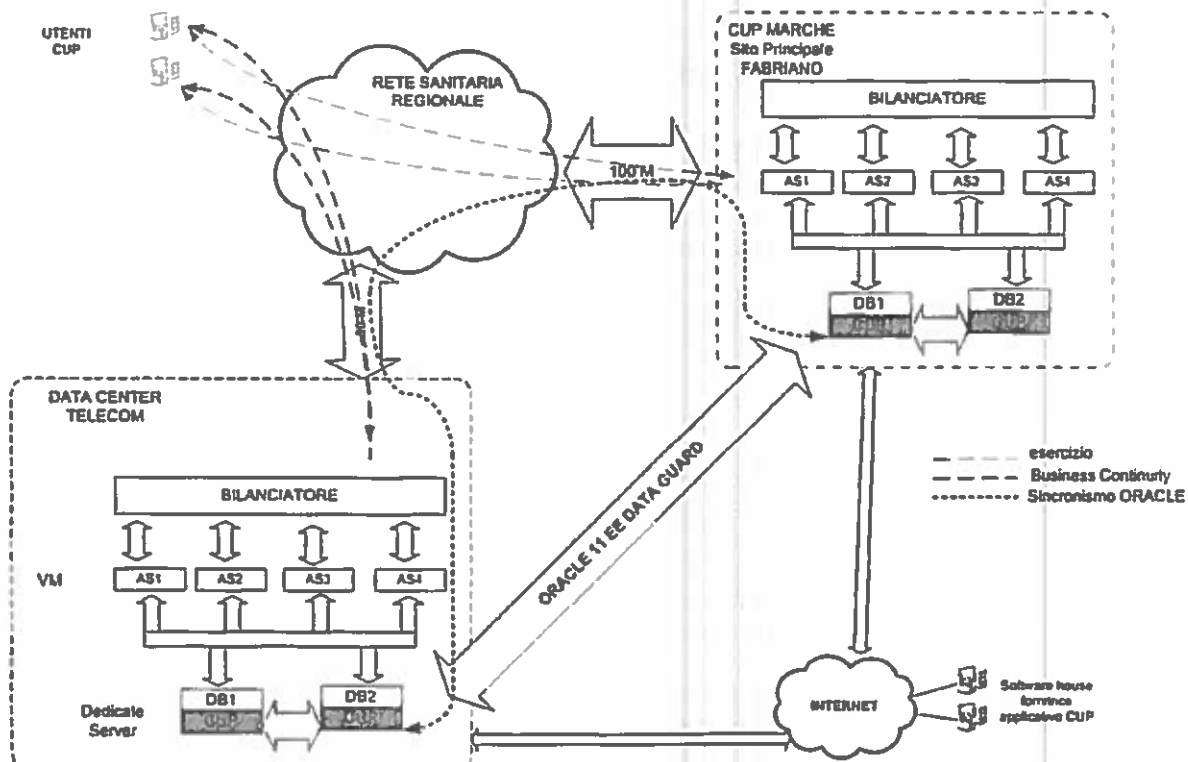 UTENTI
CUP
RETE SANITARIA
REGIONALE
100 M
CUP MARCHE
Sito Principale
FABRIANO
BILANCIATORE
AS1 AS2 AS3 AS4
DB1 DB2
DATA CENTER
TELECOM
BILANCIATORE
VM
AS1 AS2 AS3 AS4
DB1 DB2
Dedicate
Server
ORACLE 11 EE DATA GUARD
esercizio
Business Continuity
Sincronismo ORACLE
INTERNET
Software house
fornitrice
applicativo CUP